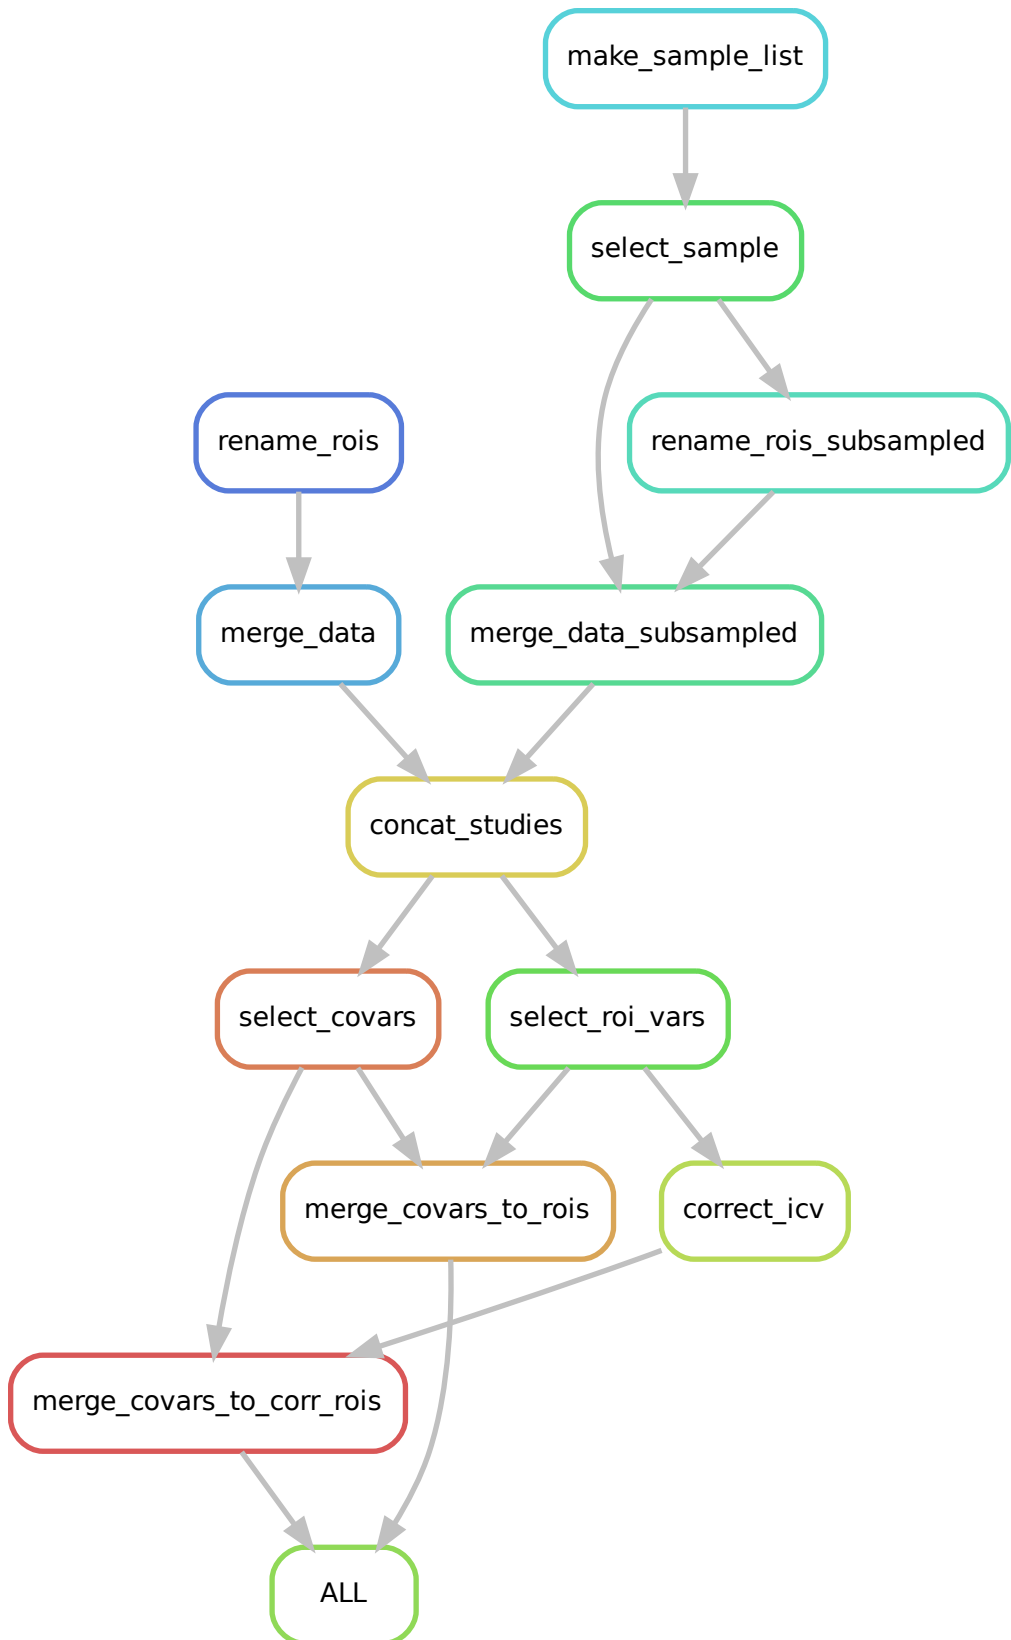 make_sample_list
select_sample
rename_rois
rename_rois_subsampled
merge_data
merge_data_subsampled
concat_studies
select_covars
select_roi_vars
merge_covars_to_rois
correct_icv
merge_covars_to_corr_rois
ALL